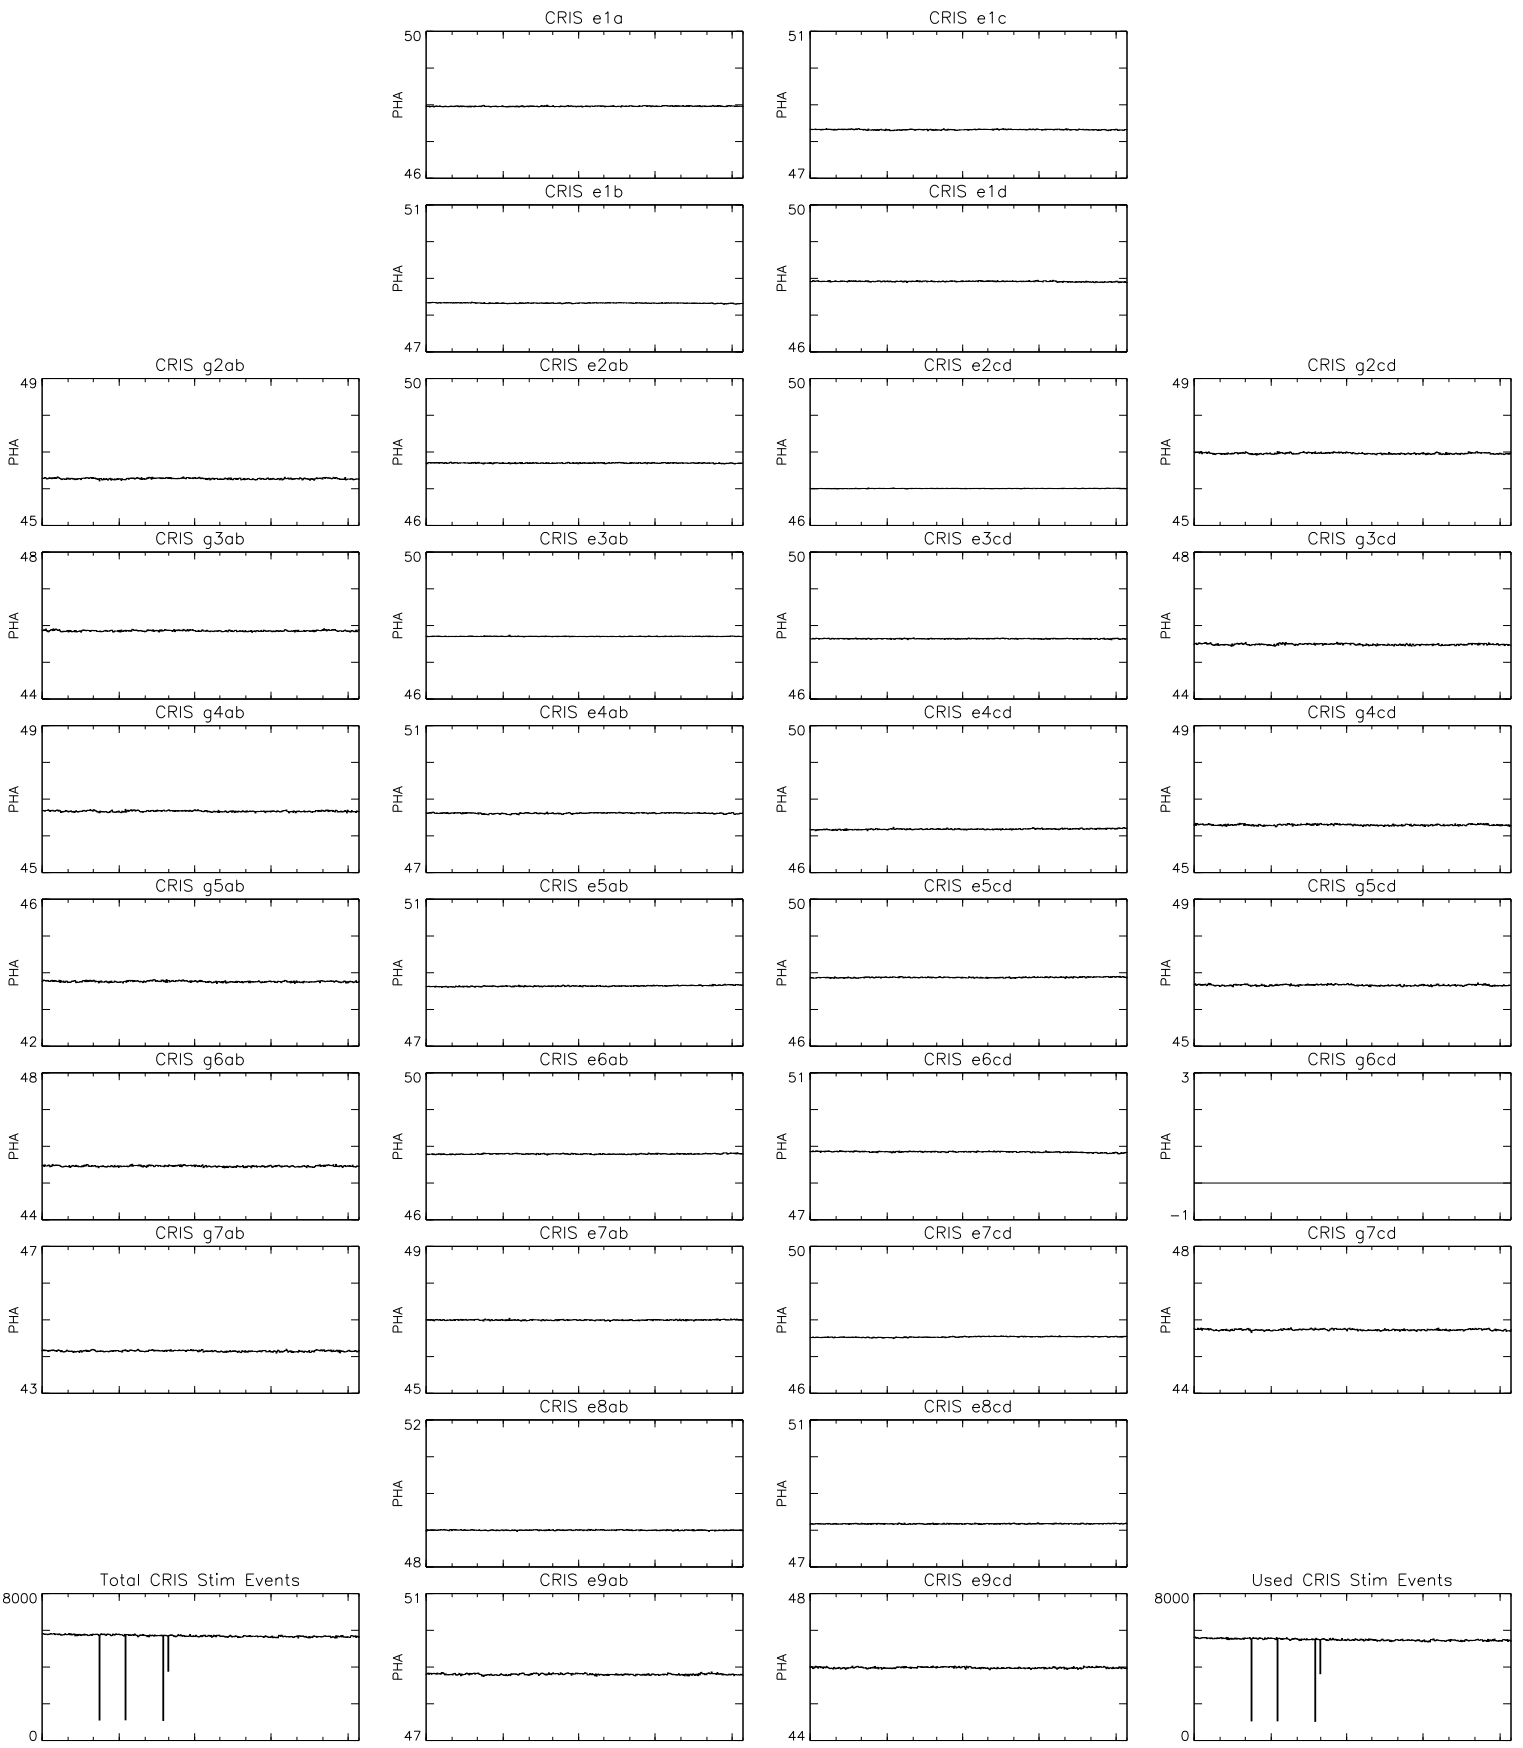 CRIS e1a
CRIS e1c
50
PHA
46
51
PHA
47
CRIS e1b
CRIS e1d
51
PHA
47
50
PHA
46
CRIS g2ab
CRIS e2ab
CRIS e2cd
CRIS g2cd
49
PHA
45
50
PHA
46
50
PHA
46
49
PHA
45
CRIS g3ab
CRIS e3ab
CRIS e3cd
CRIS g3cd
48
PHA
44
50
PHA
46
50
PHA
46
48
PHA
44
CRIS g4ab
CRIS e4ab
CRIS e4cd
CRIS g4cd
49
PHA
45
51
PHA
47
50
PHA
46
49
PHA
45
CRIS g5ab
CRIS e5ab
CRIS e5cd
CRIS g5cd
46
PHA
42
51
PHA
47
50
PHA
46
49
PHA
45
CRIS g6ab
CRIS e6ab
CRIS e6cd
CRIS g6cd
48
PHA
44
50
PHA
46
51
PHA
47
3
PHA
-1
CRIS g7ab
CRIS e7ab
CRIS e7cd
CRIS g7cd
47
PHA
43
49
PHA
45
50
PHA
46
48
PHA
44
CRIS e8ab
CRIS e8cd
52
PHA
48
51
PHA
47
Total CRIS Stim Events
CRIS e9ab
CRIS e9cd
Used CRIS Stim Events
8000
0
51
PHA
47
48
PHA
44
8000
0